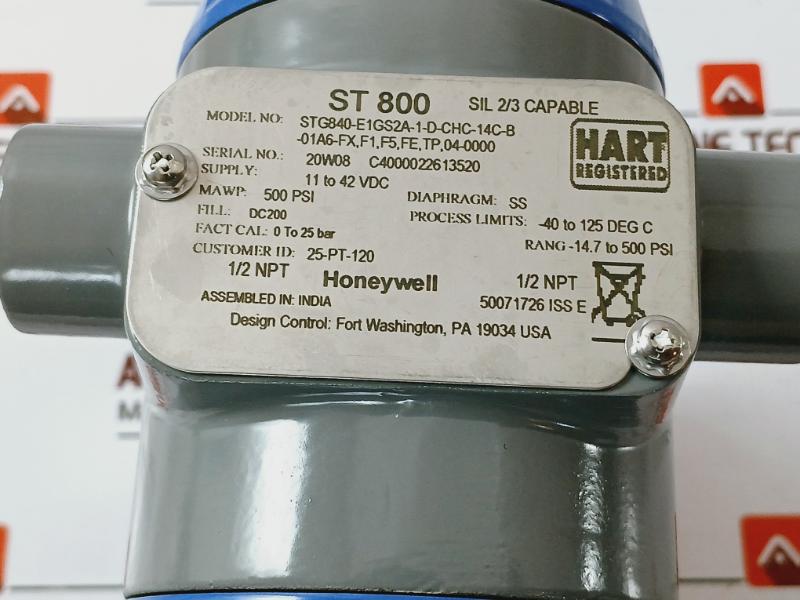 ST 800 SIL 2/3 CAPABLE
MODEL NO: STG840-E1GS2A-1-D-CHC-14C-B
-01A6-FX,F1,F5,FE,TP,04-0000
HART
REGISTERED
SERIAL NO.: 20W08 C4000022613520
SUPPLY: 11 to 42 VDC
MAWP: 500 PSI DIAPHRAGM: SS
FILL: DC200 PROCESS LIMITS: -40 to 125 DEG C
FACT CAL: 0 To 25 bar RANG -14.7 to 500 PSI
CUSTOMER ID: 25-PT-120
1/2 NPT Honeywell 1/2 NPT
ASSEMBLED IN: INDIA 50071726 ISS E
Design Control: Fort Washington, PA 19034 USA